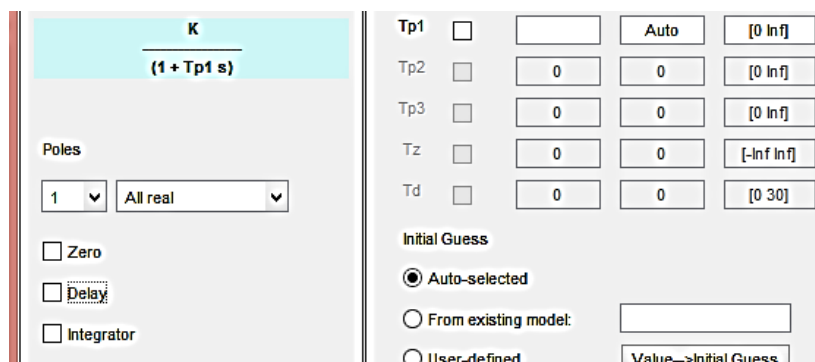 K
(1 + Tp1 s)
Poles
1 All real
Zero
Delay
Integrator
Tp1 Auto [0 Inf]
Tp2 0 0 [0 Inf]
Tp3 0 0 [0 Inf]
Tz 0 0 [-Inf Inf]
Td 0 0 [0 30]
Initial Guess
Auto-selected
From existing model:
User-defined Value-->Initial Guess